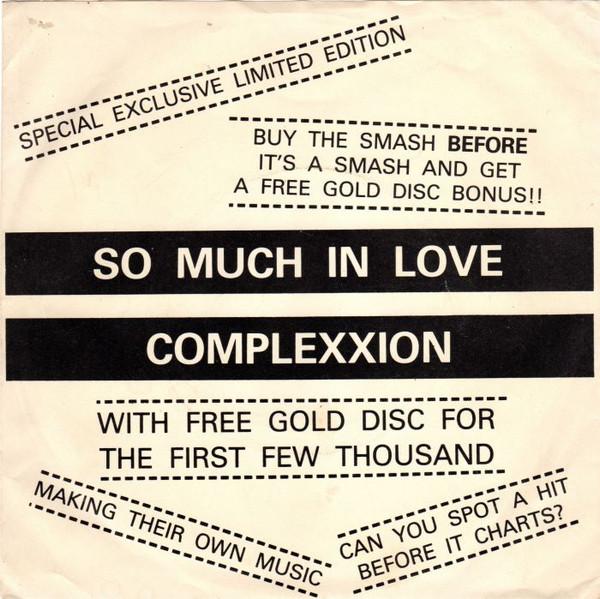 SPECIAL EXCLUSIVE LIMITED EDITION
BUY THE SMASH BEFORE
IT'S A SMASH AND GET
A FREE GOLD DISC BONUS!!
SO MUCH IN LOVE
COMPLEXXION
WITH FREE GOLD DISC FOR
THE FIRST FEW THOUSAND
MAKING THEIR OWN MUSIC
CAN YOU SPOT A HIT
BEFORE IT CHARTS?